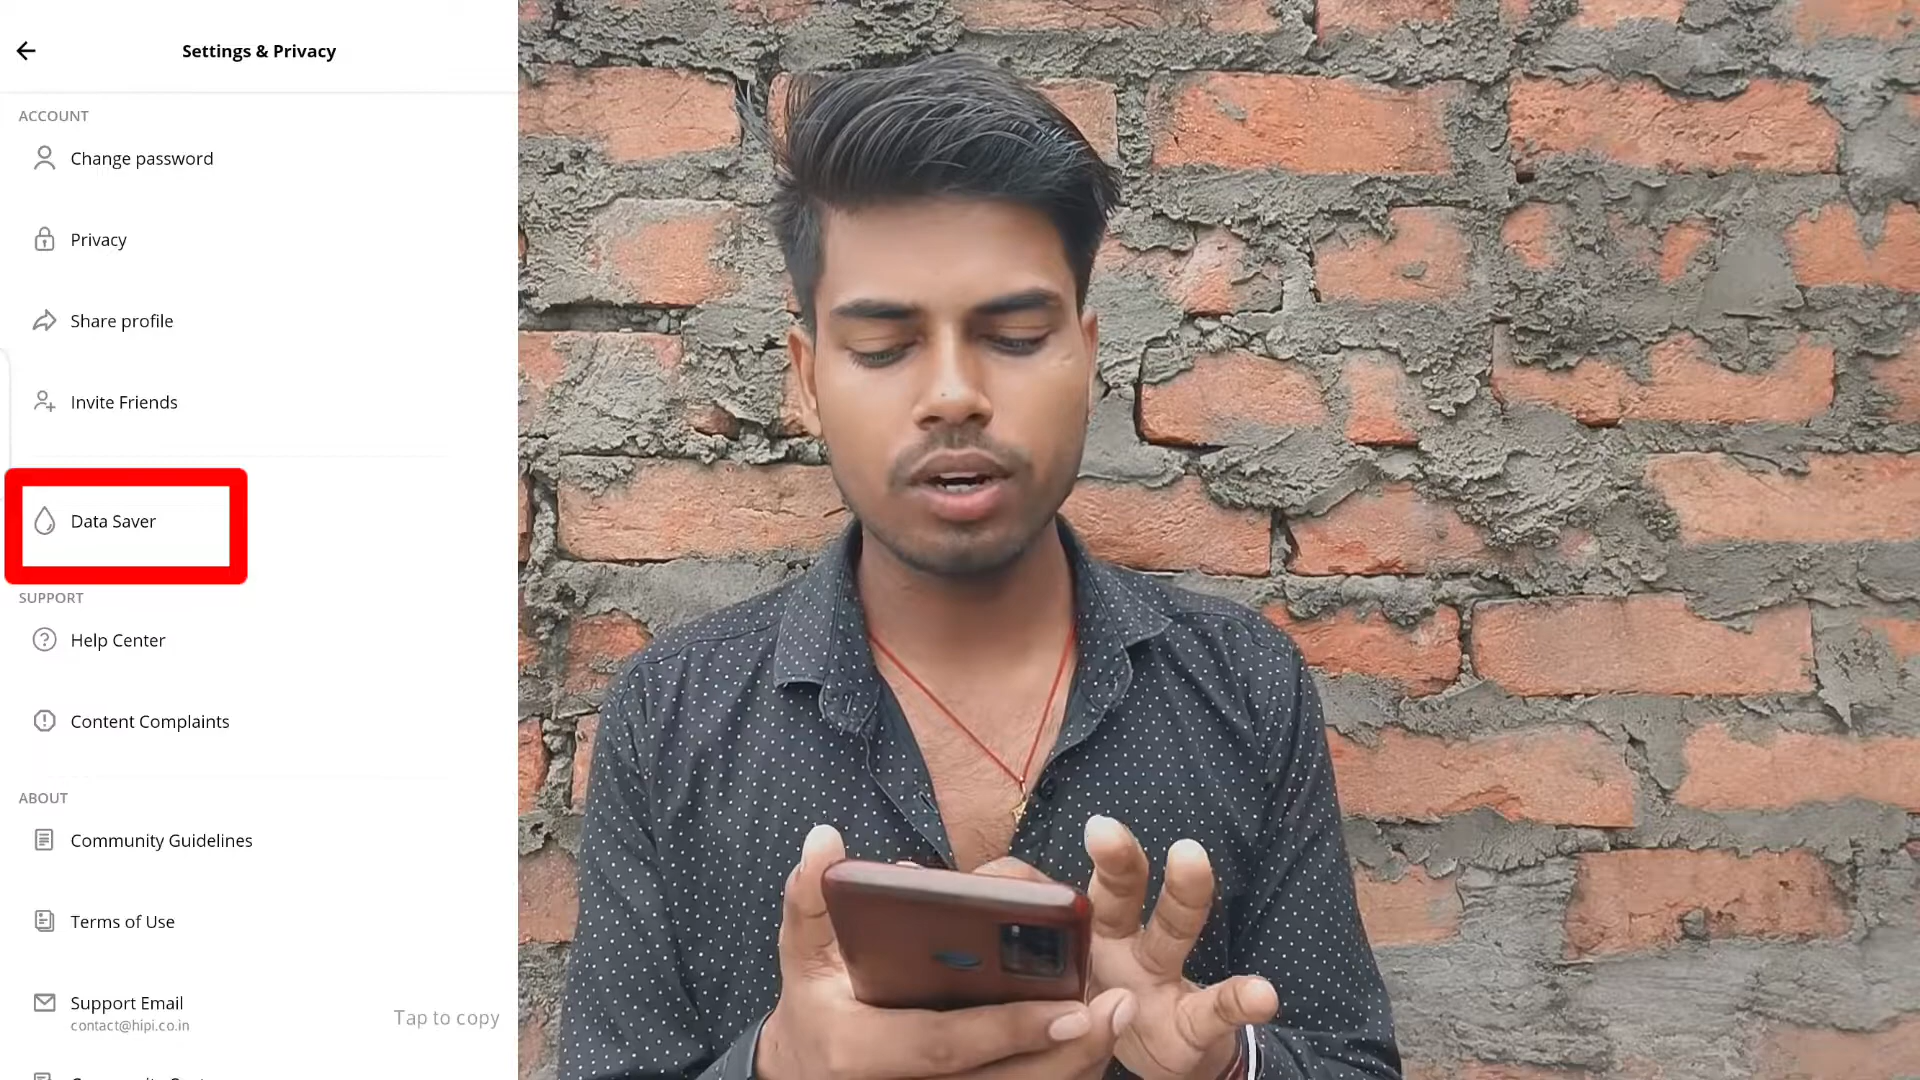 Settings & Privacy
ACCOUNT
Change password
Privacy
Share profile
Invite Friends
Data Saver
SUPPORT
Help Center
Content Complaints
ABOUT
Community Guidelines
Terms of Use
Support Email
contact@hipi.co.in
Tap to copy